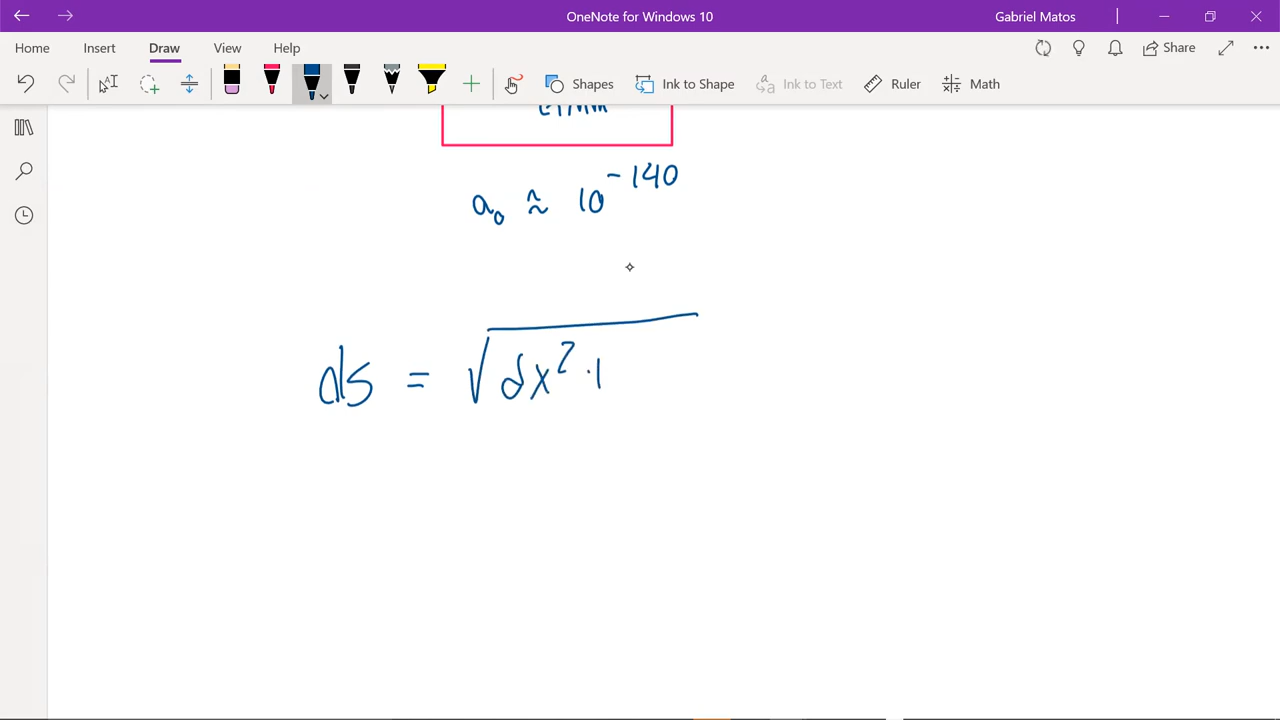 OneNote for Windows 10
Gabriel Matos
Home Insert Draw View Help
Share
Shapes Ink to Shape Ink to Text Ruler Math
a₀ ≈ 10⁻¹⁴⁰
ds = √dx² · 1